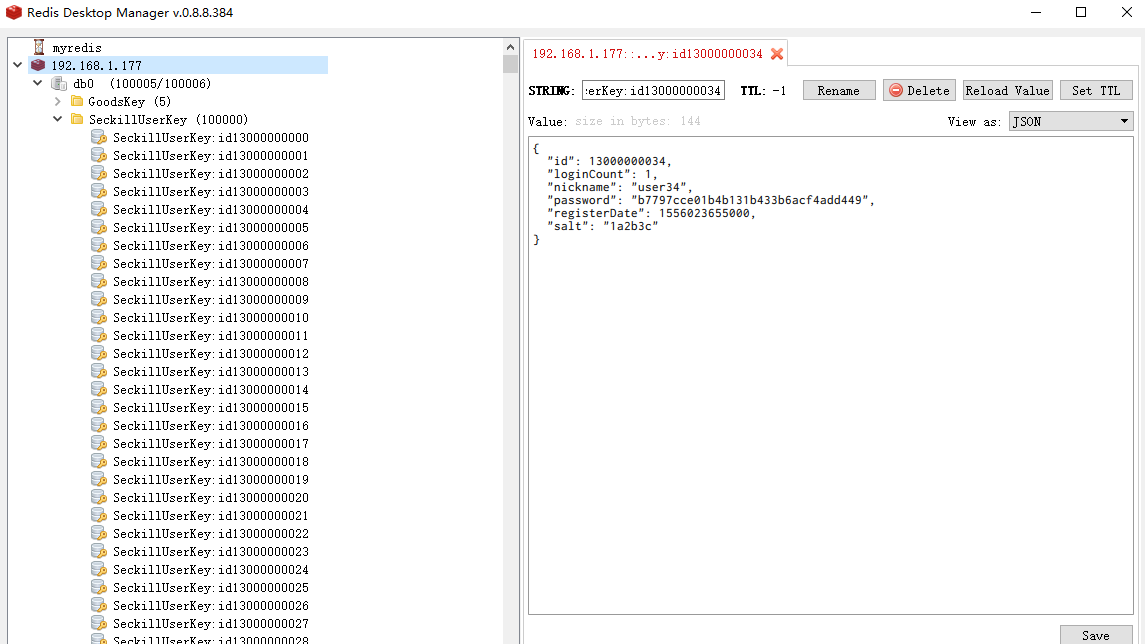 Redis Desktop Manager v.0.8.8.384
myredis
192.168.1.177
db0 (100005/100006)
GoodsKey (5)
SeckillUserKey (100000)
SeckillUserKey:id13000000000
SeckillUserKey:id13000000001
SeckillUserKey:id13000000002
SeckillUserKey:id13000000003
SeckillUserKey:id13000000004
SeckillUserKey:id13000000005
SeckillUserKey:id13000000006
SeckillUserKey:id13000000007
SeckillUserKey:id13000000008
SeckillUserKey:id13000000009
SeckillUserKey:id13000000010
SeckillUserKey:id13000000011
SeckillUserKey:id13000000012
SeckillUserKey:id13000000013
SeckillUserKey:id13000000014
SeckillUserKey:id13000000015
SeckillUserKey:id13000000016
SeckillUserKey:id13000000017
SeckillUserKey:id13000000018
SeckillUserKey:id13000000019
SeckillUserKey:id13000000020
SeckillUserKey:id13000000021
SeckillUserKey:id13000000022
SeckillUserKey:id13000000023
SeckillUserKey:id13000000024
SeckillUserKey:id13000000025
SeckillUserKey:id13000000026
SeckillUserKey:id13000000027
SeckillUserKey:id13000000028
192.168.1.177::...y:id13000000034
STRING: :erKey:id13000000034 TTL: -1 Rename Delete Reload Value Set TTL
Value: size in bytes: 144 View as: JSON
{
"id": 13000000034,
"loginCount": 1,
"nickname": "user34",
"password": "b7797cce01b4b131b433b6acf4add449",
"registerDate": 1556023655000,
"salt": "1a2b3c"
}
Save